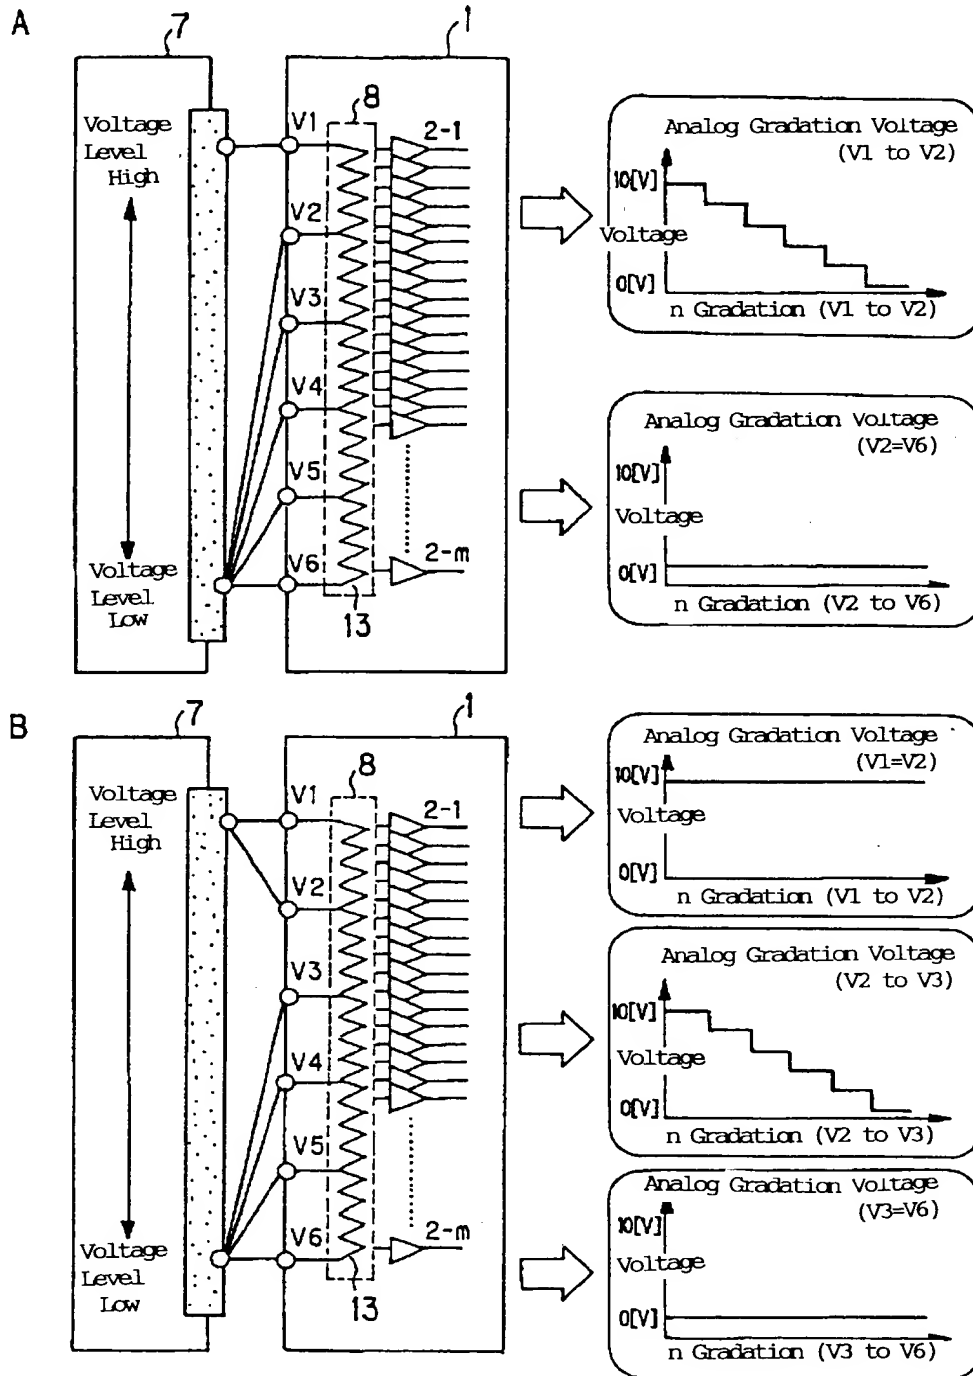 A
7
1
Voltage
Level
High
Voltage
Level
Low
V1
V2
V3
V4
V5
V6
8
2-1
2-m
13
Analog Gradation Voltage
(V1 to V2)
10[V]
Voltage
0[V]
n Gradation (V1 to V2)
Analog Gradation Voltage
(V2=V6)
10[V]
Voltage
0[V]
n Gradation (V2 to V6)
B
7
1
Voltage
Level
High
Voltage
Level
Low
V1
V2
V3
V4
V5
V6
8
2-1
2-m
13
Analog Gradation Voltage
(V1=V2)
10[V]
Voltage
0[V]
n Gradation (V1 to V2)
Analog Gradation Voltage
(V2 to V3)
10[V]
Voltage
0[V]
n Gradation (V2 to V3)
Analog Gradation Voltage
(V3=V6)
10[V]
Voltage
0[V]
n Gradation (V3 to V6)